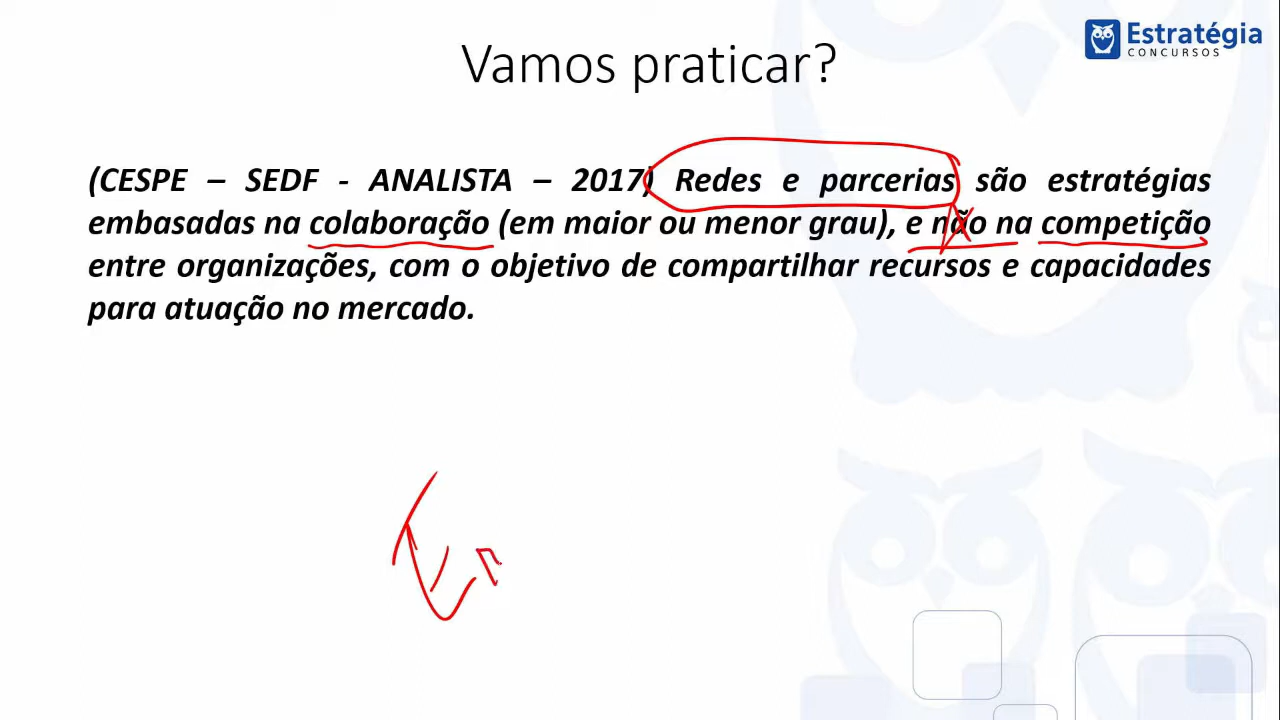 Estratégia
CONCURSOS
Vamos praticar?
(CESPE – SEDF - ANALISTA – 2017) Redes e parcerias são estratégias
embasadas na colaboração (em maior ou menor grau), e não na competição
entre organizações, com o objetivo de compartilhar recursos e capacidades
para atuação no mercado.